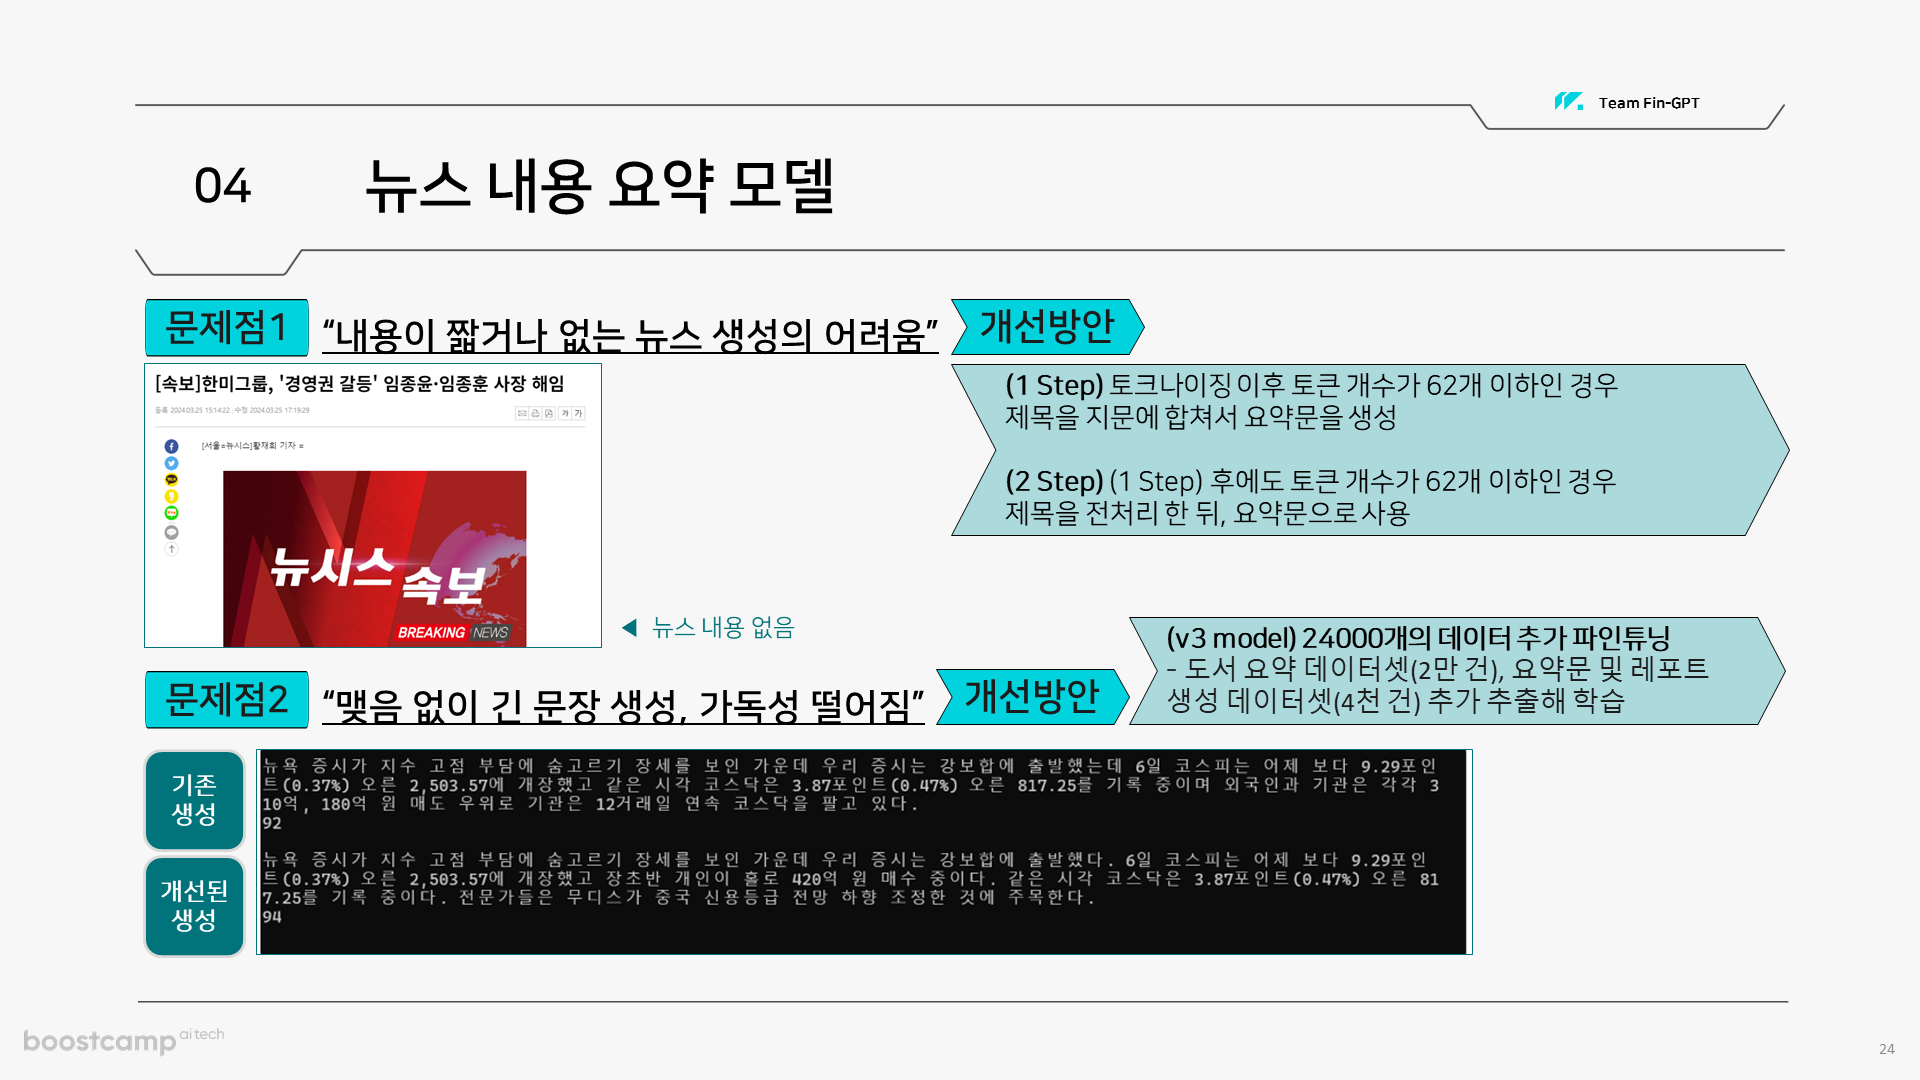 Team Fin-GPT
04
뉴스 내용 요약 모델
문제점1
“내용이 짧거나 없는 뉴스 생성의 어려움”
개선방안
[속보]한미그룹, '경영권 갈등' 임종윤·임종훈 사장 해임
등록 2024.03.25 15:14:22 수정 2024.03.25 17:19:29
가 가
[서울=뉴시스]황재희 기자 =
뉴시스 속보
BREAKING NEWS
◀ 뉴스 내용 없음
(1 Step) 토크나이징 이후 토큰 개수가 62개 이하인 경우
제목을 지문에 합쳐서 요약문을 생성
(2 Step) (1 Step) 후에도 토큰 개수가 62개 이하인 경우
제목을 전처리 한 뒤, 요약문으로 사용
문제점2
“맺음 없이 긴 문장 생성, 가독성 떨어짐”
개선방안
(v3 model) 24000개의 데이터 추가 파인튜닝
- 도서 요약 데이터셋(2만 건), 요약문 및 레포트
생성 데이터셋(4천 건) 추가 추출해 학습
기존
생성
뉴욕 증시가 지수 고점 부담에 숨고르기 장세를 보인 가운데 우리 증시는 강보합에 출발했는데 6일 코스피는 어제 보다 9.29포인
트(0.37%) 오른 2,503.57에 개장했고 같은 시각 코스닥은 3.87포인트(0.47%) 오른 817.25를 기록 중이며 외국인과 기관은 각각 3
10억, 180억 원 매도 우위로 기관은 12거래일 연속 코스닥을 팔고 있다.
92
개선된
생성
뉴욕 증시가 지수 고점 부담에 숨고르기 장세를 보인 가운데 우리 증시는 강보합에 출발했다. 6일 코스피는 어제 보다 9.29포인
트(0.37%) 오른 2,503.57에 개장했고 장초반 개인이 홀로 420억 원 매수 중이다. 같은 시각 코스닥은 3.87포인트(0.47%) 오른 81
7.25를 기록 중이다. 전문가들은 무디스가 중국 신용등급 전망 하향 조정한 것에 주목한다.
94
boostcamp ai tech
24